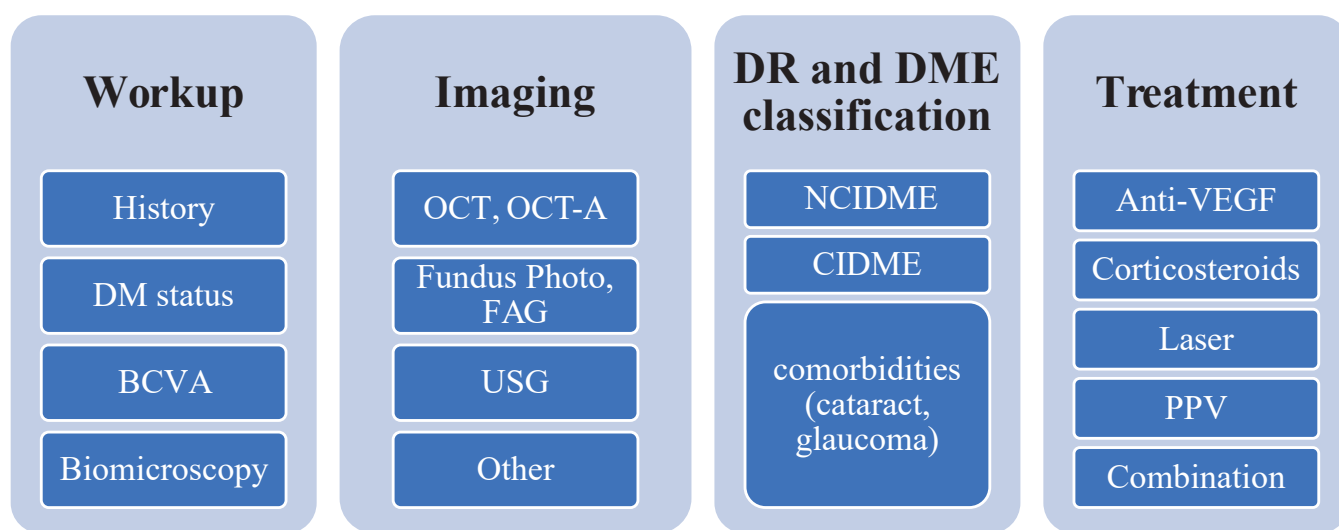 Workup
History
DM status
BCVA
Biomicroscopy
Imaging
OCT, OCT-A
Fundus Photo,
FAG
USG
Other
DR and DME
classification
NCIDME
CIDME
comorbidities
(cataract,
glaucoma)
Treatment
Anti-VEGF
Corticosteroids
Laser
PPV
Combination